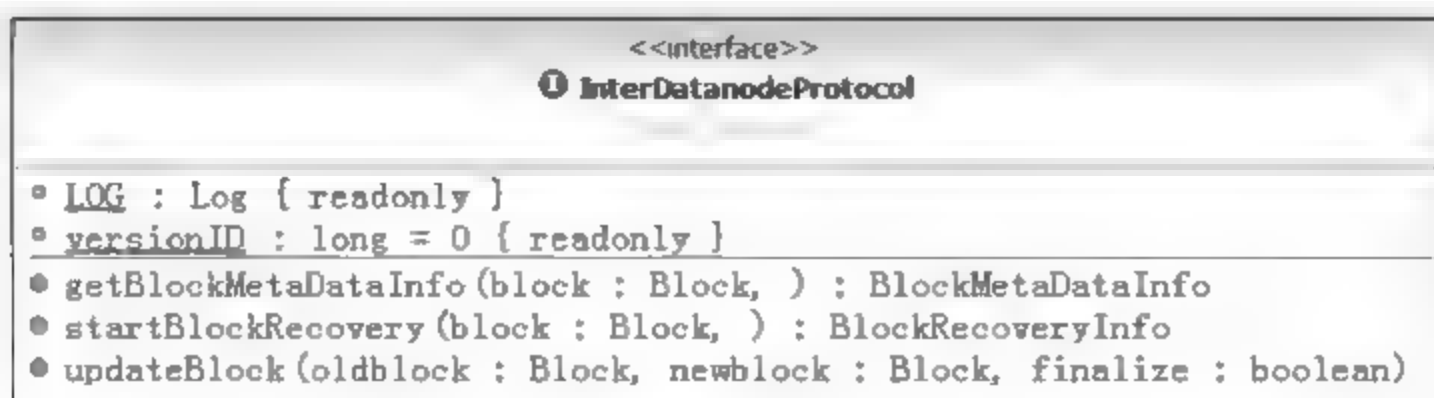 <<interface>>
I InterDatanodeProtocol
LOG : Log { readonly }
versionID : long = 0 { readonly }
getBlockMetaDataInfo(block : Block, ) : BlockMetaDataInfo
startBlockRecovery(block : Block, ) : BlockRecoveryInfo
updateBlock(oldblock : Block, newblock : Block, finalize : boolean)